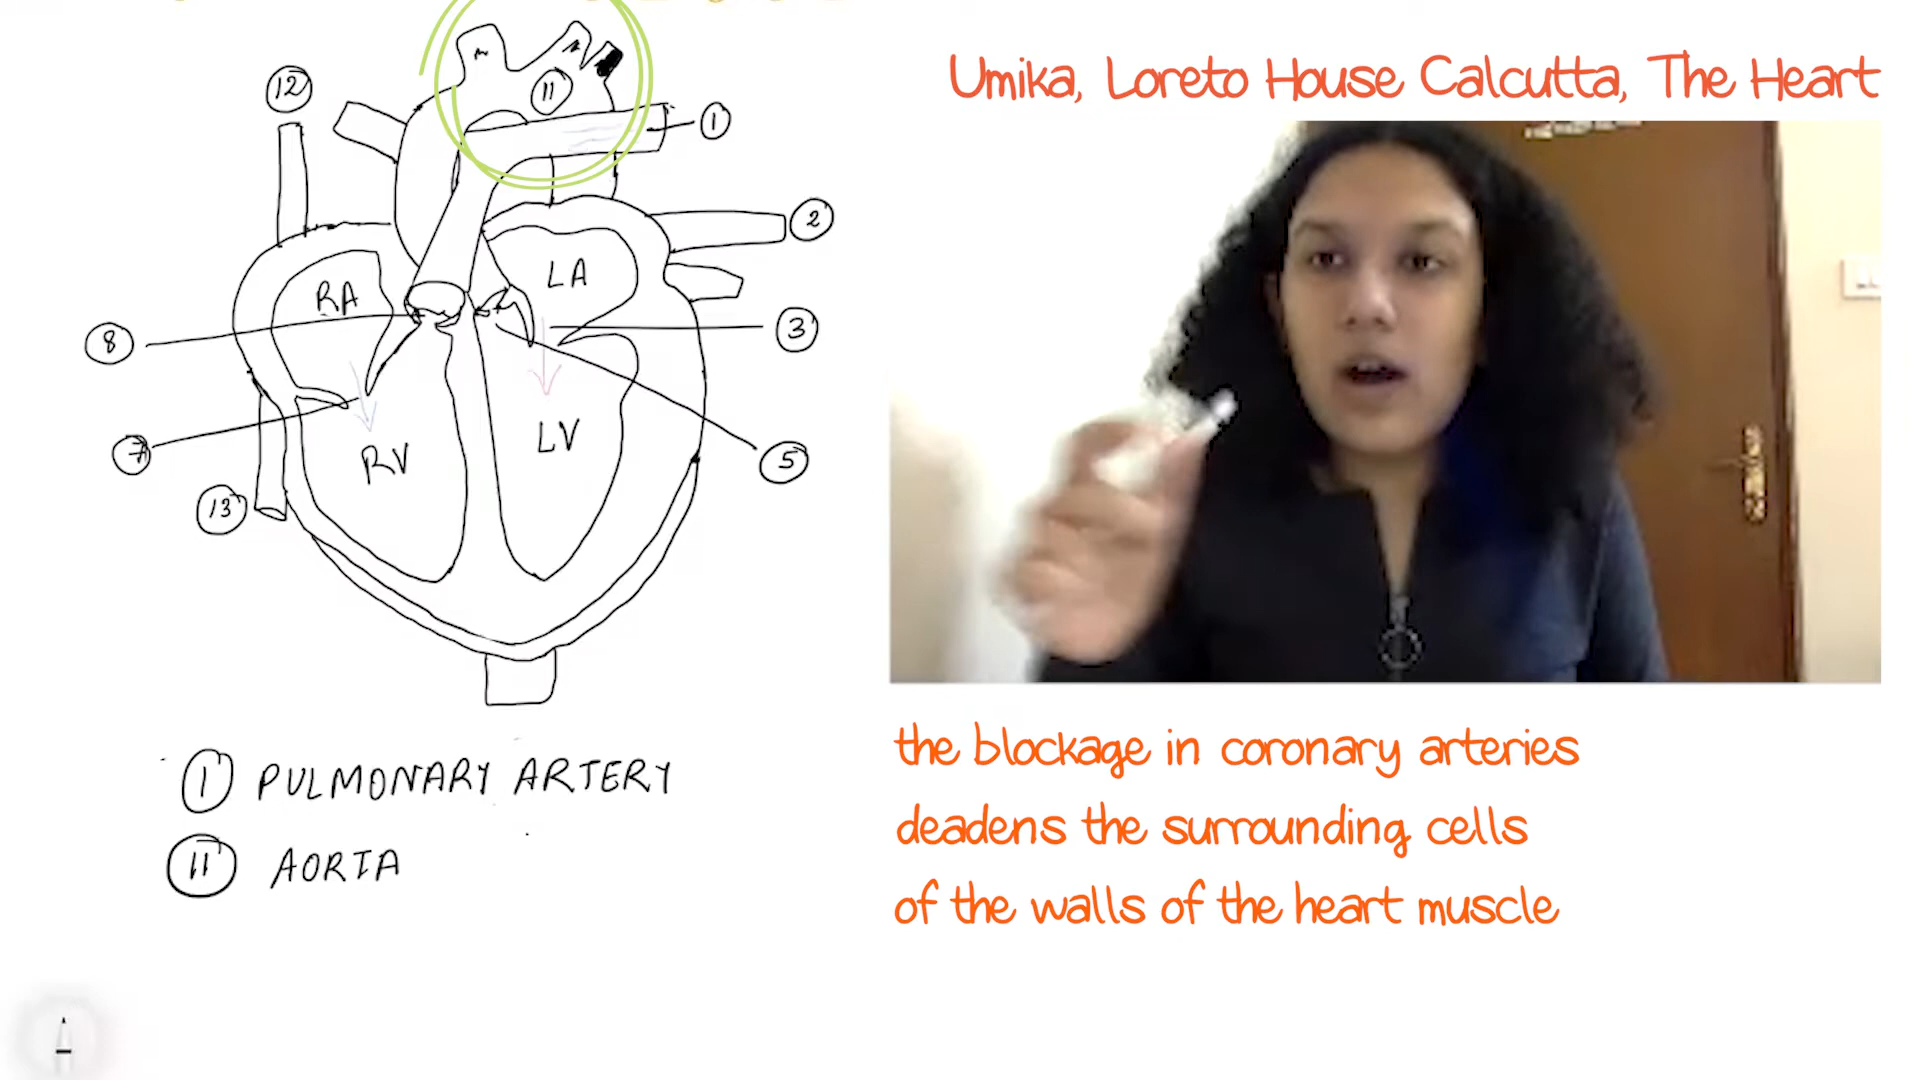 Umika, Loreto House Calcutta, The Heart
12
11
1
2
RA
LA
8
3
7
RV
LV
5
13
the blockage in coronary arteries
deadens the surrounding cells
of the walls of the heart muscle
1 PULMONARY ARTERY
11 AORTA